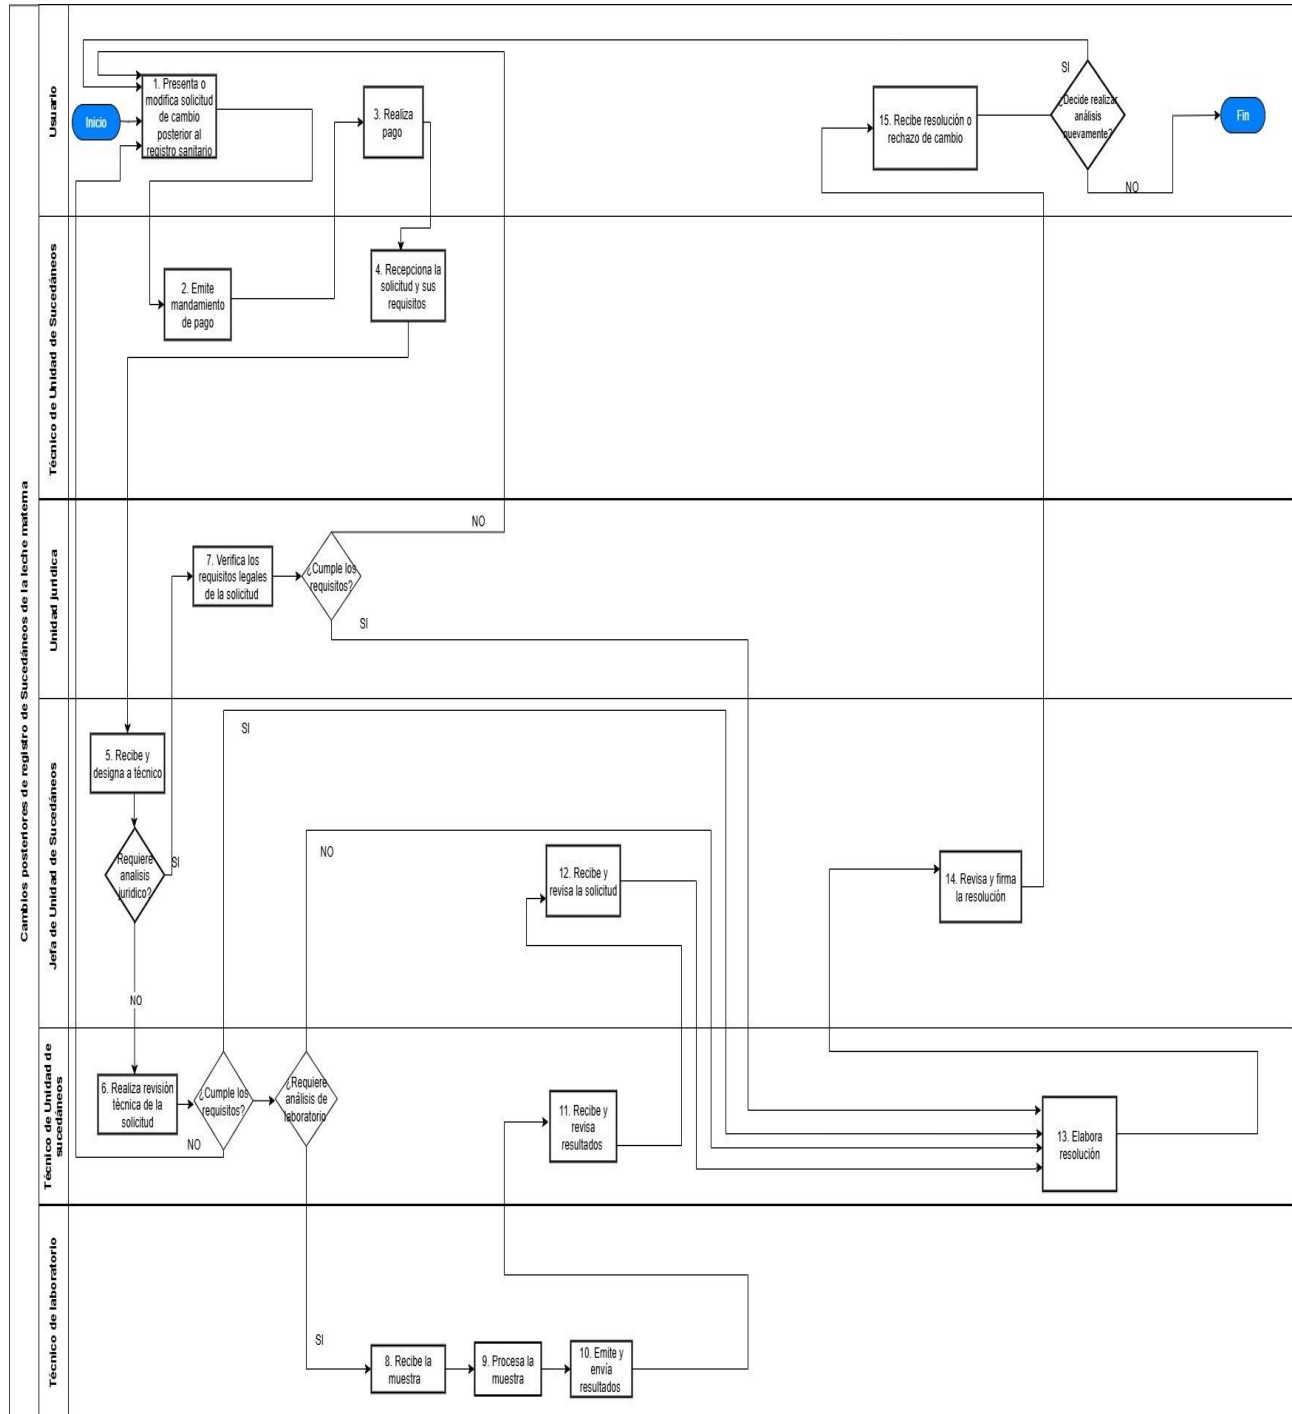 Cambios posteriores de registro de Sucedáneos de la leche materna
Usuario
Inicio
1. Presenta o
modifica solicitud
de cambio
posterior al
registro sanitario
3. Realiza
pago
15. Recibe resolución o
rechazo de cambio
SI
¿Decide realizar
análisis
nuevamente?
NO
Fin
Técnico de Unidad de Sucedáneos
2. Emite
mandamiento
de pago
4. Recepciona la
solicitud y sus
requisitos
Unidad jurídica
7. Verifica los
requisitos legales
de la solicitud
¿Cumple los
requisitos?
NO
SI
Jefa de Unidad de Sucedáneos
5. Recibe y
designa a técnico
Requiere
analisis
juridico?
SI
NO
SI
NO
12. Recibe y
revisa la solicitud
14. Revisa y firma
la resolución
Técnico de Unidad de
sucedáneos
6. Realiza revisión
técnica de la
solicitud
¿Cumple los
requisitos?
NO
¿Requiere
análisis de
laboratorio
11. Recibe y
revisa
resultados
13. Elabora
resolución
Técnico de laboratorio
SI
8. Recibe la
muestra
9. Procesa la
muestra
10. Emite y
envía
resultados